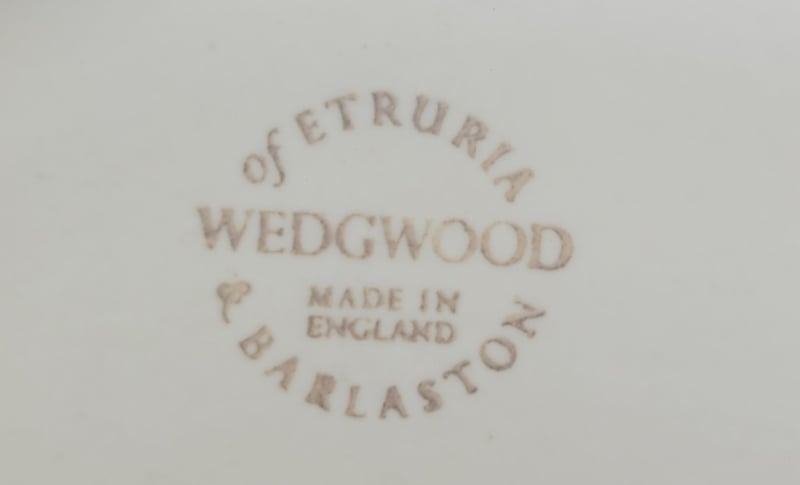 of ETRURIA
WEDGWOOD
MADE IN
ENGLAND
& BARLASTON